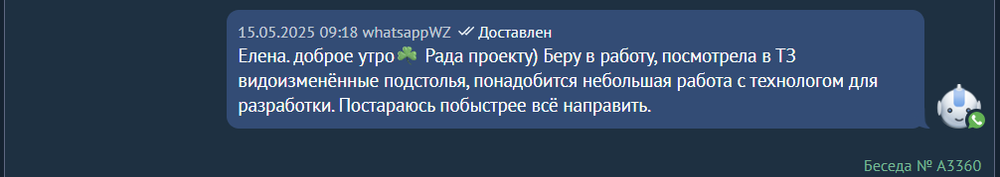 15.05.2025 09:18 whatsappWZ Доставлен
Елена. доброе утро☘️ Рада проекту) Беру в работу, посмотрела в ТЗ
видоизменённые подстолья, понадобится небольшая работа с технологом для
разработки. Постараюсь побыстрее всё направить.
Беседа № А3360